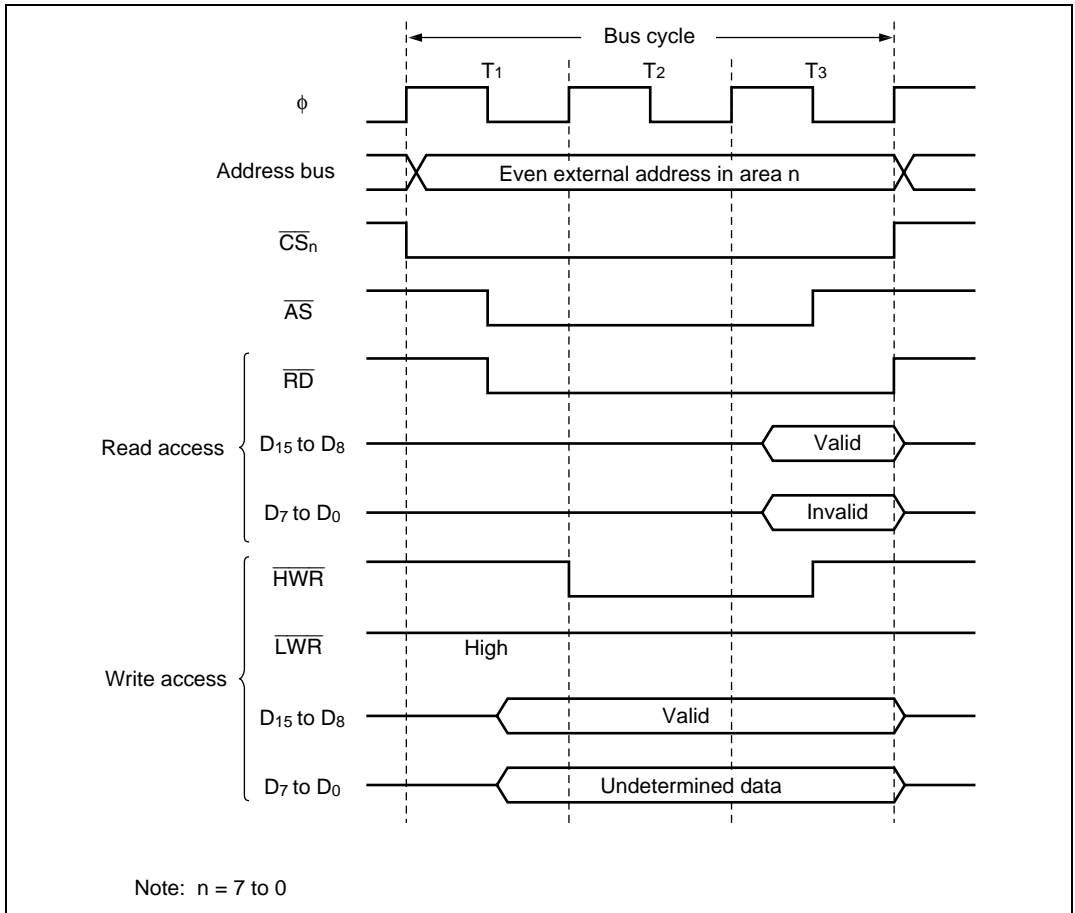 Bus cycle
T1 T2 T3
ϕ
Address bus Even external address in area n
CSn
AS
RD
Read access D15 to D8 Valid
D7 to D0 Invalid
HWR
LWR High
Write access
D15 to D8 Valid
D7 to D0 Undetermined data
Note: n = 7 to 0